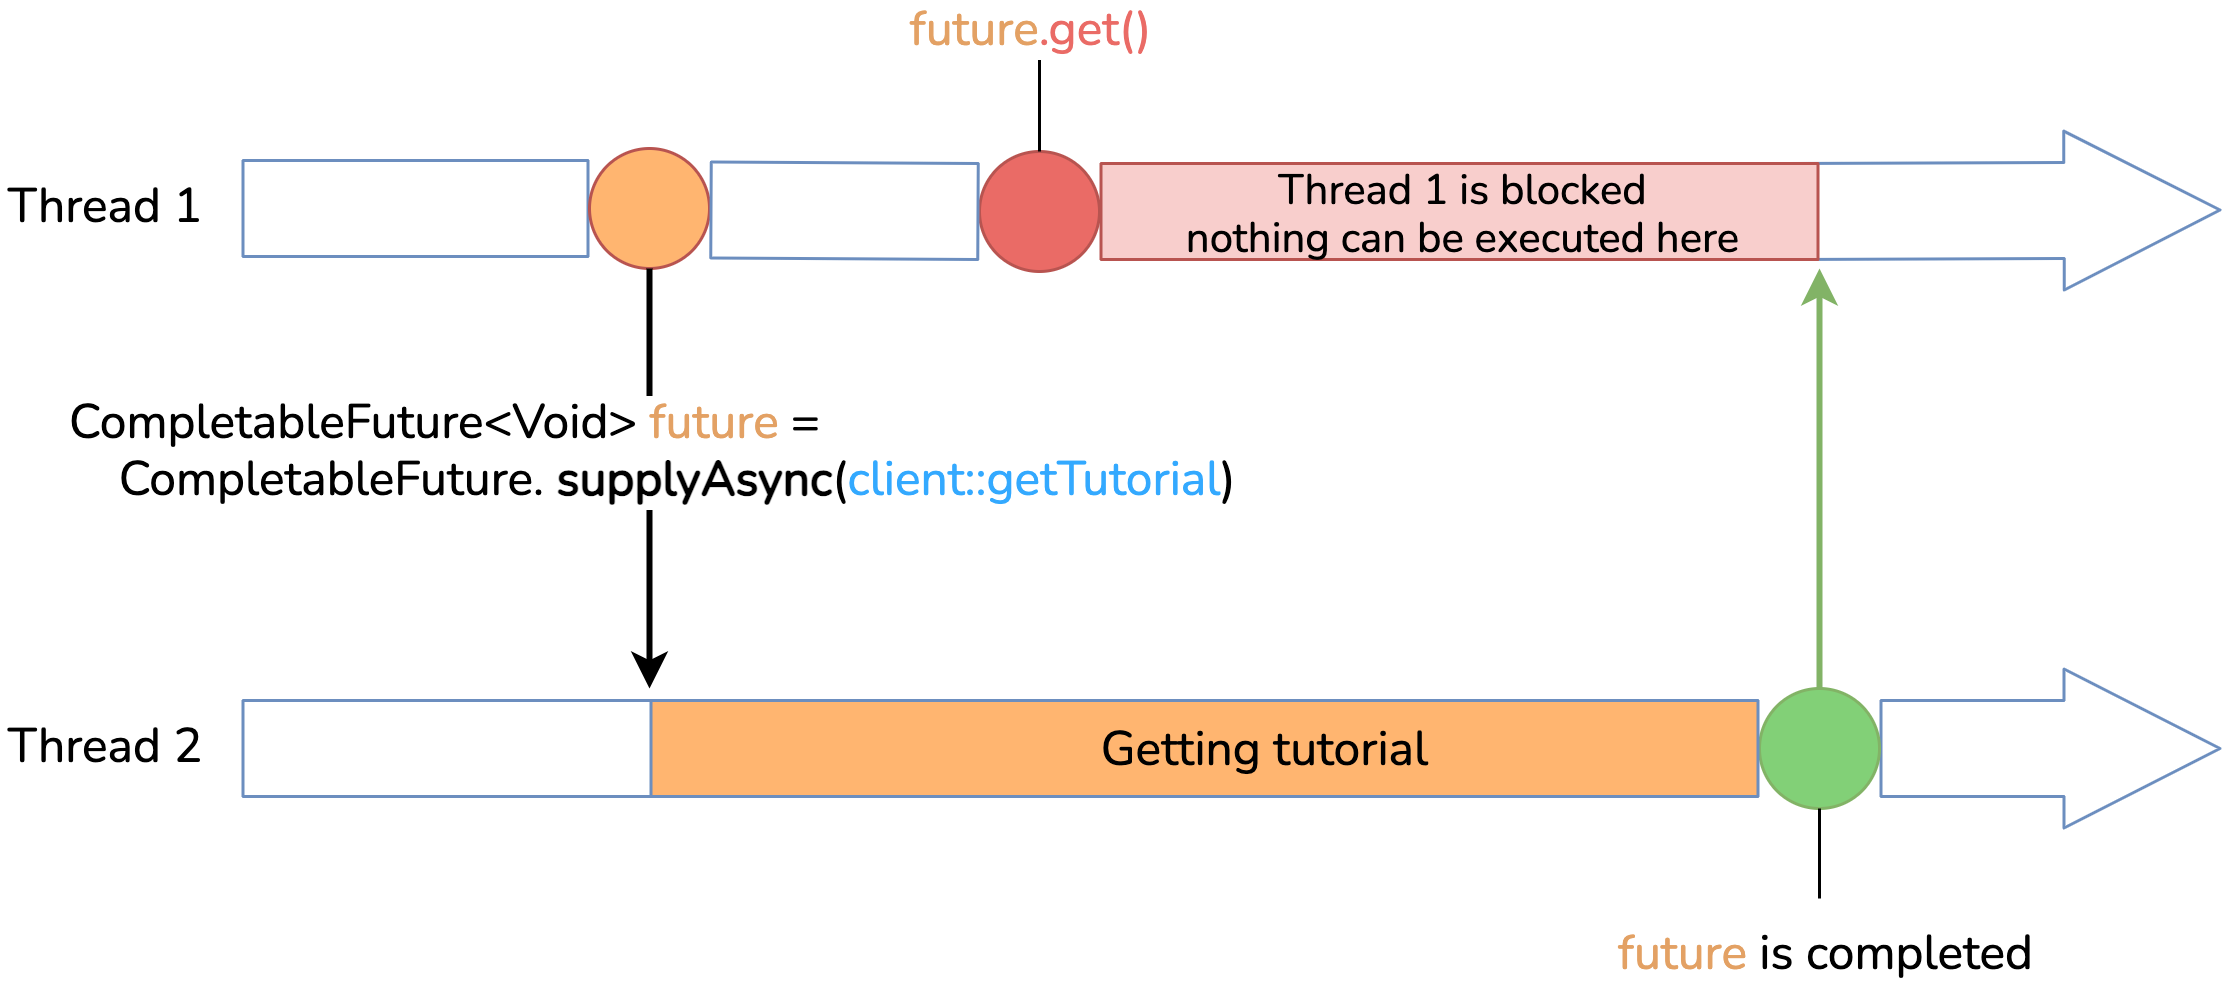 future.get()
Thread 1
Thread 1 is blocked
nothing can be executed here
CompletableFuture<Void> future =
CompletableFuture. supplyAsync(client::getTutorial)
Thread 2
Getting tutorial
future is completed